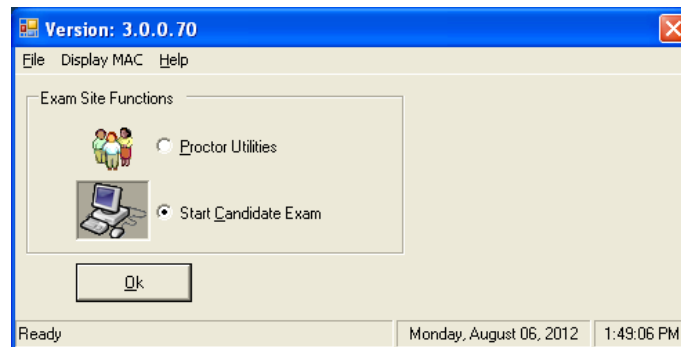 Version: 3.0.0.70
File Display MAC Help
Exam Site Functions
Proctor Utilities
Start Candidate Exam
Ok
Ready Monday, August 06, 2012 1:49:06 PM